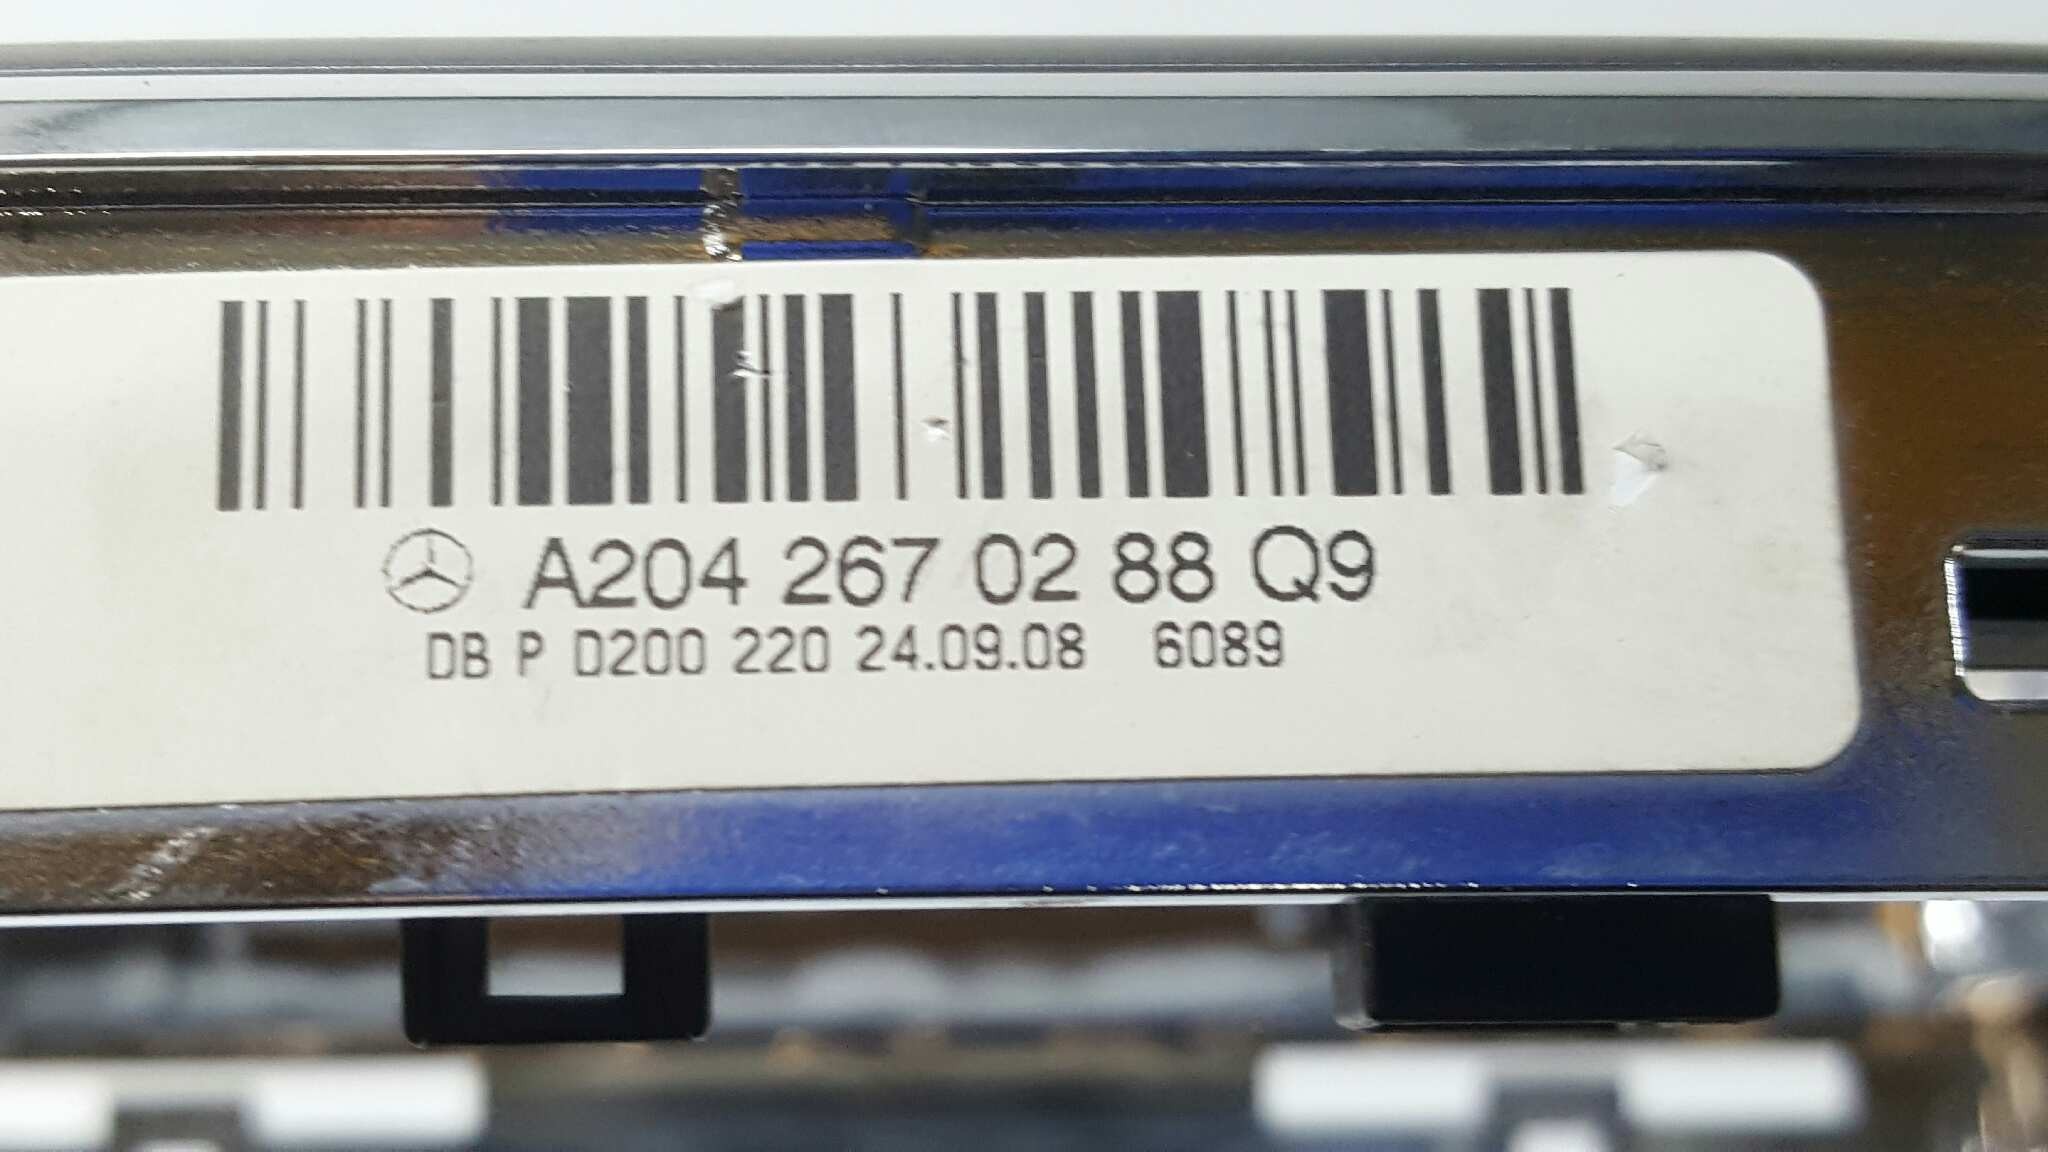 A204 267 02 88 Q9
DB P D200 220 24.09.08 6089